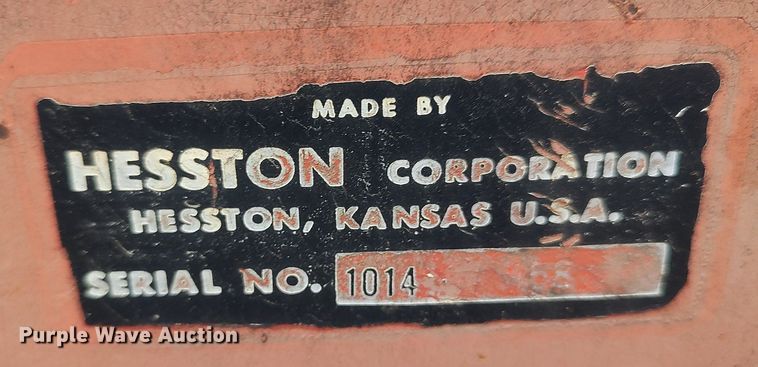 MADE BY
HESSTON CORPORATION
HESSTON, KANSAS U.S.A.
SERIAL NO. 1014
Purple Wave Auction